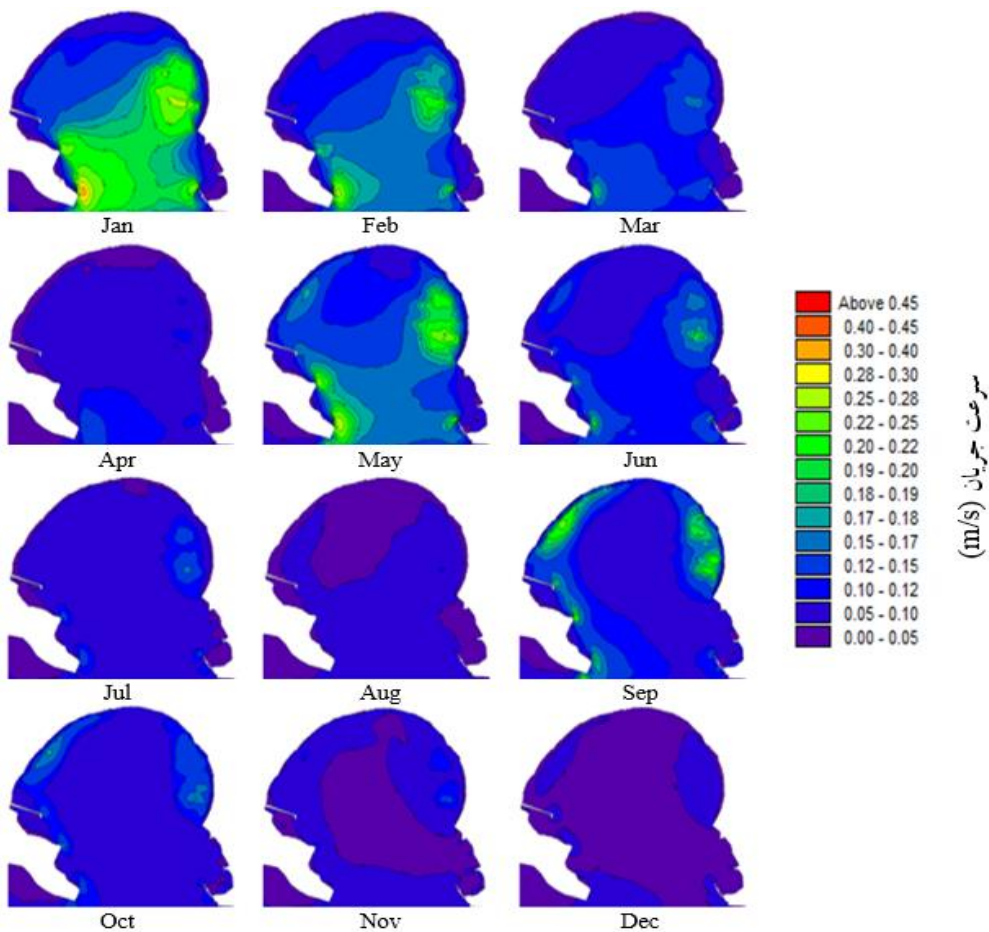 Jan
Feb
Mar
Apr
May
Jun
Jul
Aug
Sep
Oct
Nov
Dec
Above 0.45
0.40 - 0.45
0.30 - 0.40
0.28 - 0.30
0.25 - 0.28
0.22 - 0.25
0.20 - 0.22
0.19 - 0.20
0.18 - 0.19
0.17 - 0.18
0.15 - 0.17
0.12 - 0.15
0.10 - 0.12
0.05 - 0.10
0.00 - 0.05
سرعت جریان (m/s)